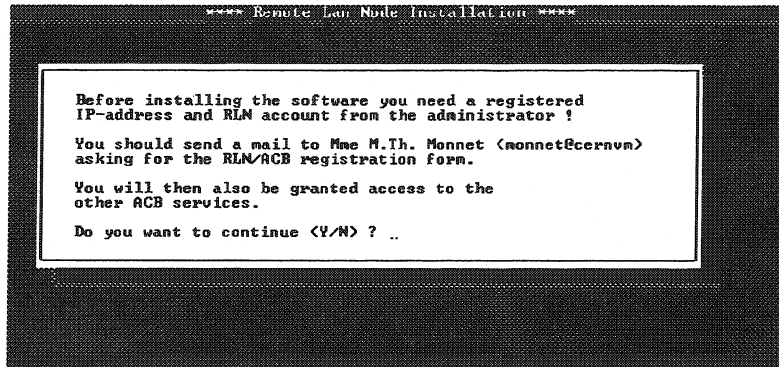 **** Remote Lan Node Installation ****
Before installing the software you need a registered
IP-address and RLN account from the administrator !
You should send a mail to Mme M.Th. Monnet <monnet@cernvm>
asking for the RLN/ACB registration form.
You will then also be granted access to the
other ACB services.
Do you want to continue <Y/N> ? ..